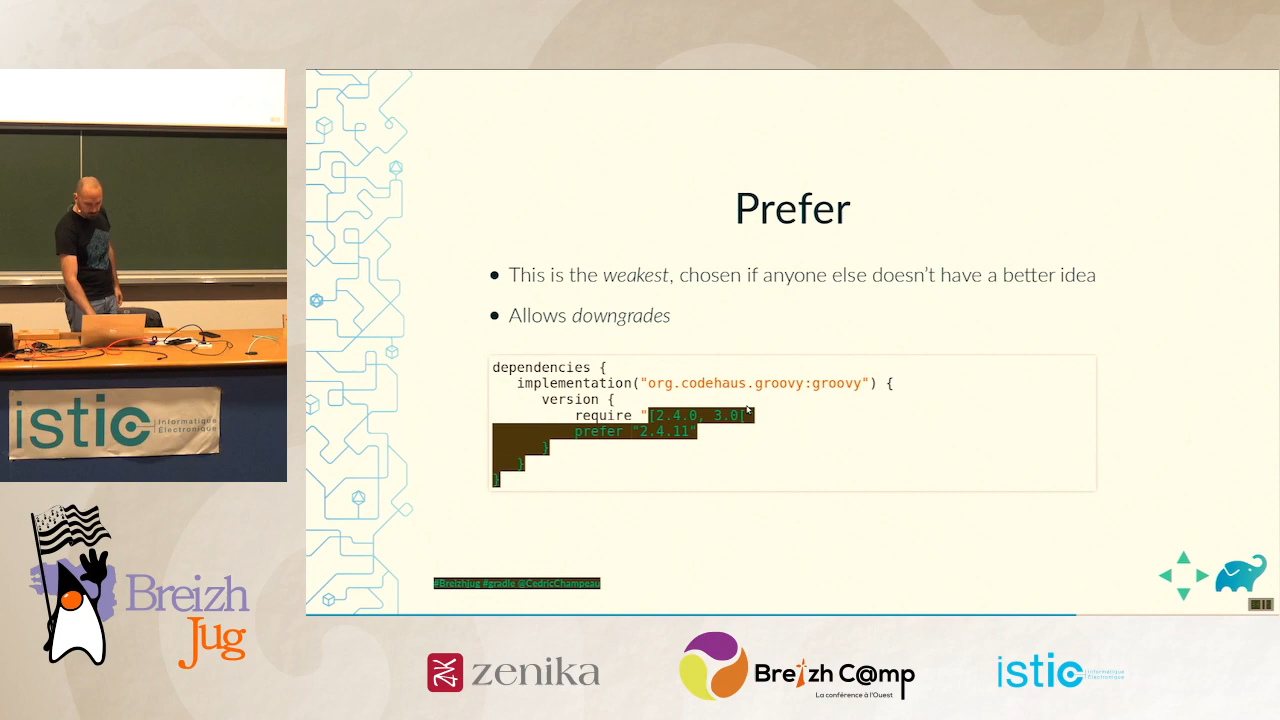 Prefer
This is the weakest, chosen if anyone else doesn't have a better idea
Allows downgrades
dependencies {
implementation("org.codehaus.groovy:groovy") {
version {
require "[2.4.0, 3.0["
prefer "2.4.11"
}
}
}
#Breizhjug #gradle @CedricChampeau
istic Informatique
Électronique
Breizh
Jug
zenika
Breizh C@mp
La conférence à l'Ouest
istic Informatique
Électronique